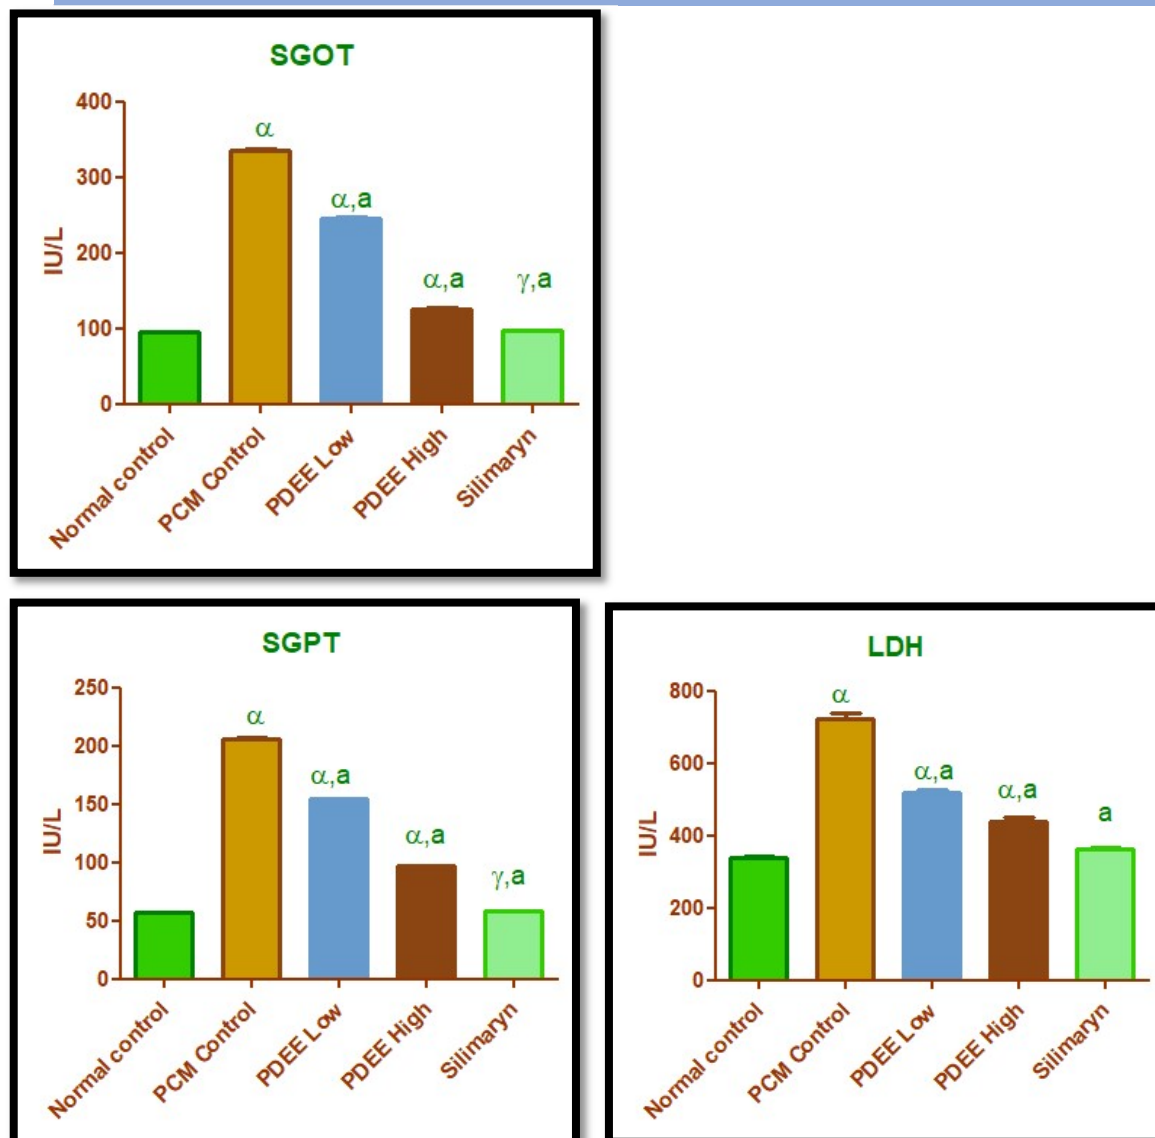 SGOT
400
300
200
100
0
IU/L
α
α,a
α,a
γ,a
Normal control
PCM Control
PDEE Low
PDEE High
Silimaryn
SGPT
250
200
150
100
50
0
IU/L
α
α,a
α,a
γ,a
Normal control
PCM Control
PDEE Low
PDEE High
Silimaryn
LDH
800
600
400
200
0
IU/L
α
α,a
α,a
a
Normal control
PCM Control
PDEE Low
PDEE High
Silimaryn